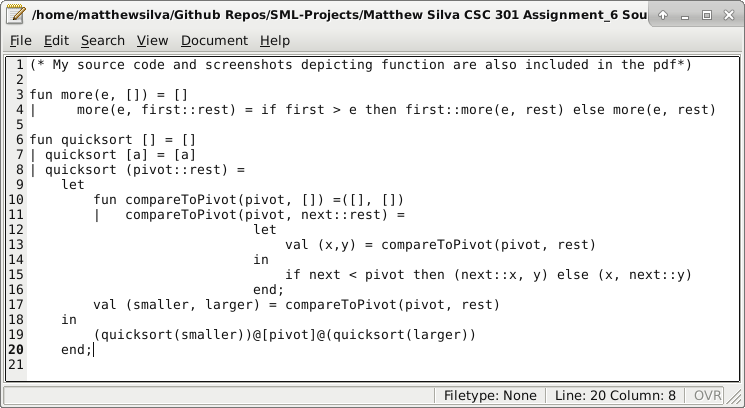 /home/matthewsilva/Github Repos/SML-Projects/Matthew Silva CSC 301 Assignment_6 Sou
File Edit Search View Document Help
1 (* My source code and screenshots depicting function are also included in the pdf*)
2
3 fun more(e, []) = []
4 |     more(e, first::rest) = if first > e then first::more(e, rest) else more(e, rest)
5
6 fun quicksort [] = []
7 | quicksort [a] = [a]
8 | quicksort (pivot::rest) =
9     let
10         fun compareToPivot(pivot, []) =([], [])
11         |   compareToPivot(pivot, next::rest) =
12                             let
13                                 val (x,y) = compareToPivot(pivot, rest)
14                             in
15                                 if next < pivot then (next::x, y) else (x, next::y)
16                             end;
17         val (smaller, larger) = compareToPivot(pivot, rest)
18     in
19         (quicksort(smaller))@[pivot]@(quicksort(larger))
20     end;
21
Filetype: None Line: 20 Column: 8 OVR